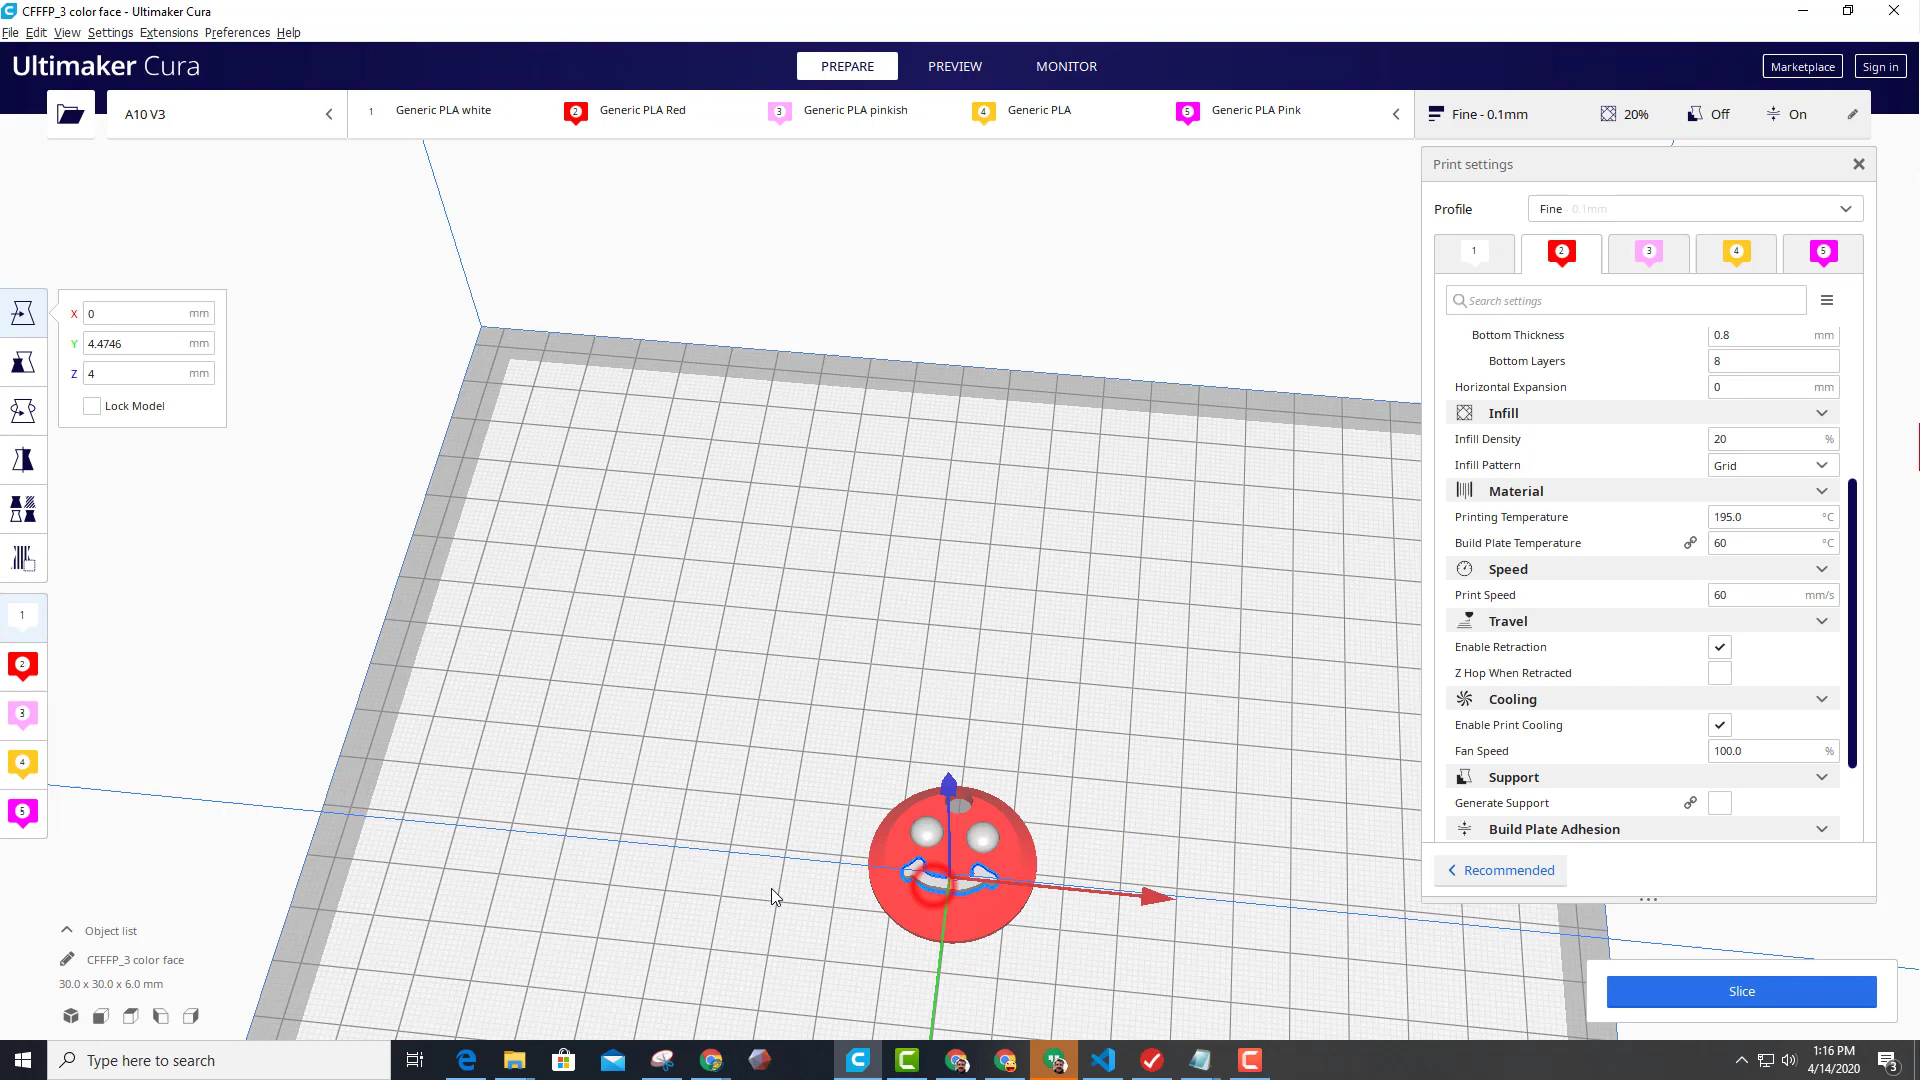 CFFFP_3 color face - Ultimaker Cura
File Edit View Settings Extensions Preferences Help
Ultimaker Cura
PREPARE
PREVIEW
MONITOR
Marketplace
Sign in
A10 V3
1 Generic PLA white
2 Generic PLA Red
3 Generic PLA pinkish
4 Generic PLA
5 Generic PLA Pink
Fine - 0.1mm
20%
Off
On
Print settings
Profile
Fine - 0.1mm
1
2
3
4
5
Search settings
Bottom Thickness 0.8 mm
Bottom Layers 8
Horizontal Expansion 0 mm
Infill
Infill Density 20 %
Infill Pattern Grid
Material
Printing Temperature 195.0 °C
Build Plate Temperature 60 °C
Speed
Print Speed 60 mm/s
Travel
Enable Retraction
Z Hop When Retracted
Cooling
Enable Print Cooling
Fan Speed 100.0 %
Support
Generate Support
Build Plate Adhesion
Recommended
X 0 mm
Y 4.4746 mm
Z 4 mm
Lock Model
1
2
3
4
5
Object list
CFFFP_3 color face
30.0 x 30.0 x 6.0 mm
Slice
Type here to search
1:16 PM
4/14/2020
3